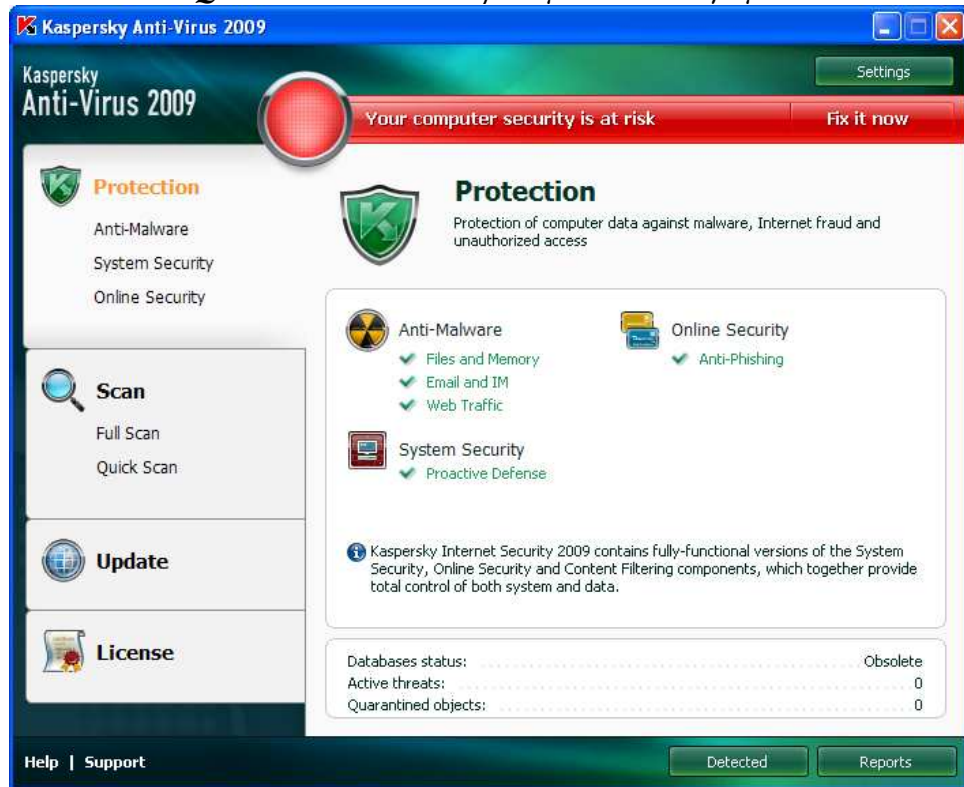 Kaspersky Anti-Virus 2009
Kaspersky
Anti-Virus 2009
Settings
Your computer security is at risk
Fix it now
Protection
Anti-Malware
System Security
Online Security
Scan
Full Scan
Quick Scan
Update
License
Protection
Protection of computer data against malware, Internet fraud and
unauthorized access
Anti-Malware
Files and Memory
Email and IM
Web Traffic
System Security
Proactive Defense
Online Security
Anti-Phishing
Kaspersky Internet Security 2009 contains fully-functional versions of the System
Security, Online Security and Content Filtering components, which together provide
total control of both system and data.
Databases status: Obsolete
Active threats: 0
Quarantined objects: 0
Help | Support
Detected
Reports